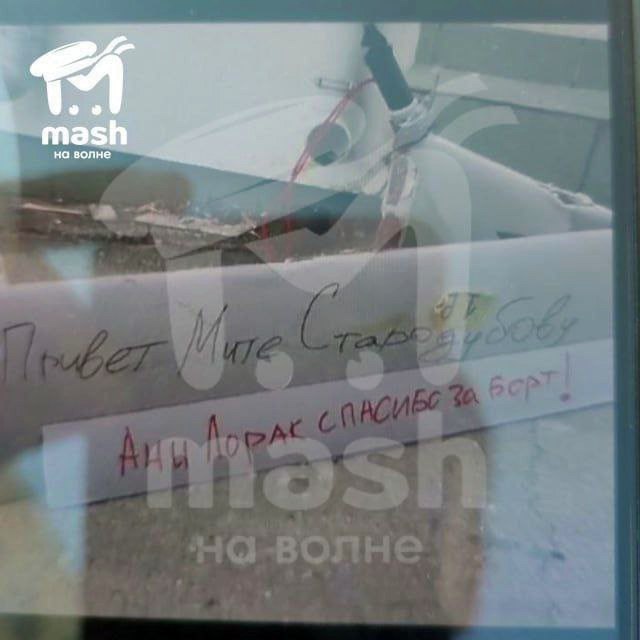 mash
на волне
Привет Мите Стародубову
Ани Лорак спасибо за борт!
mash
на волне